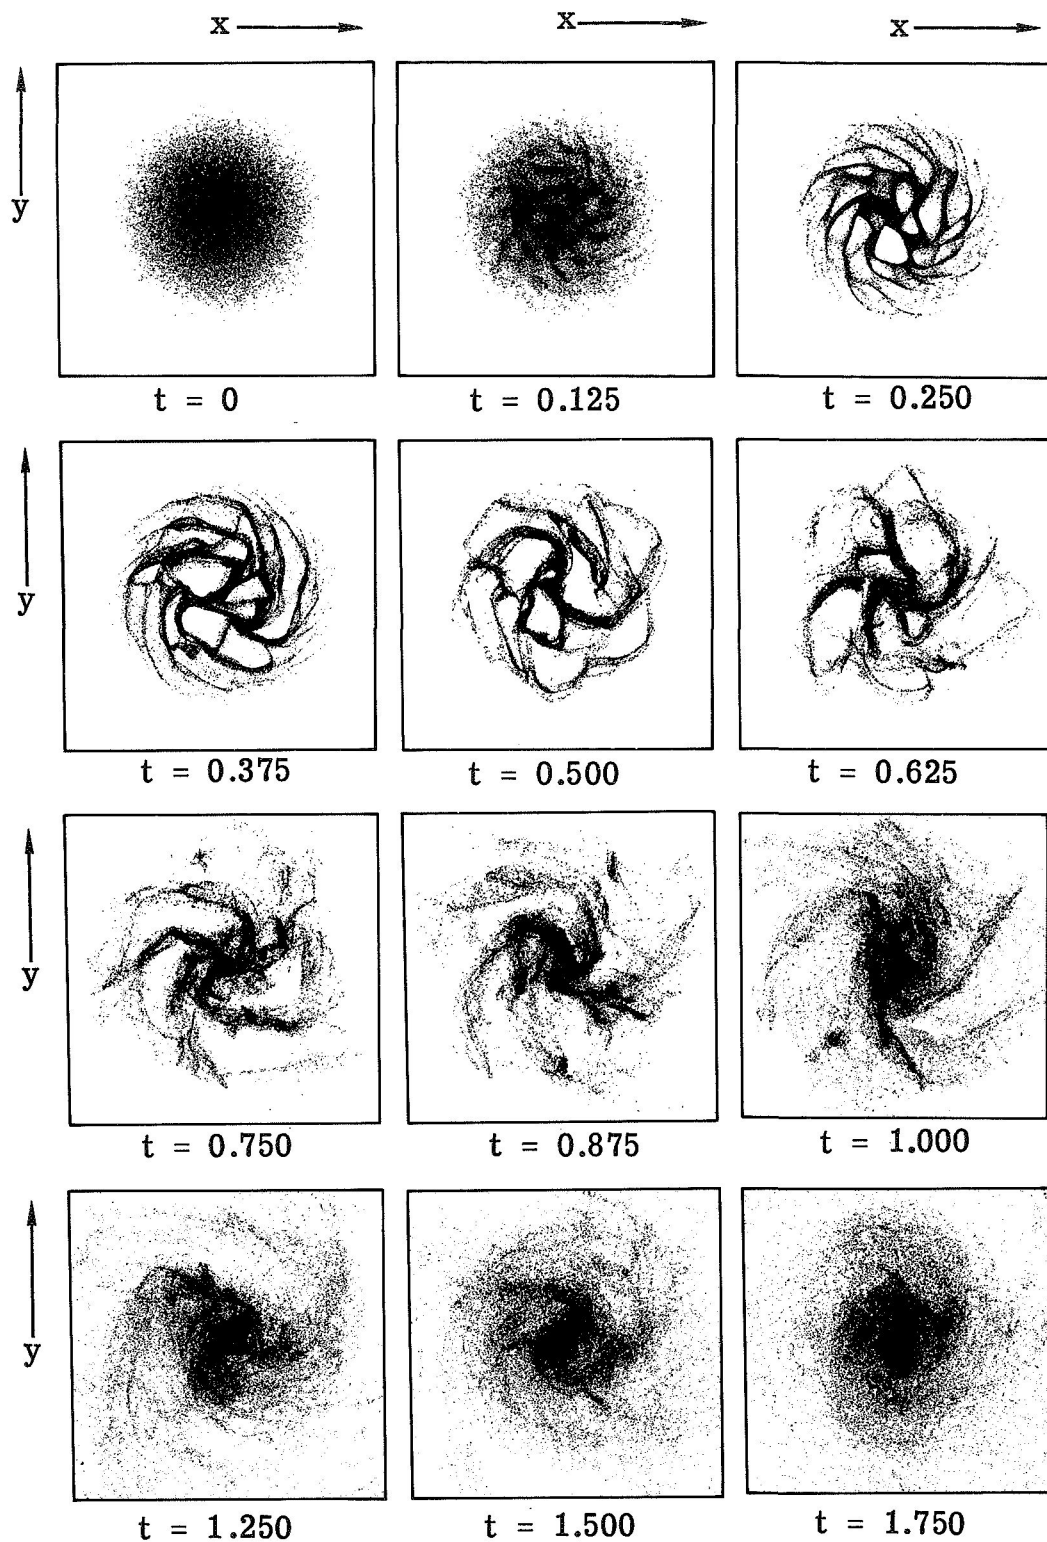 x x x
y
t = 0 t = 0.125 t = 0.250
y
t = 0.375 t = 0.500 t = 0.625
y
t = 0.750 t = 0.875 t = 1.000
y
t = 1.250 t = 1.500 t = 1.750